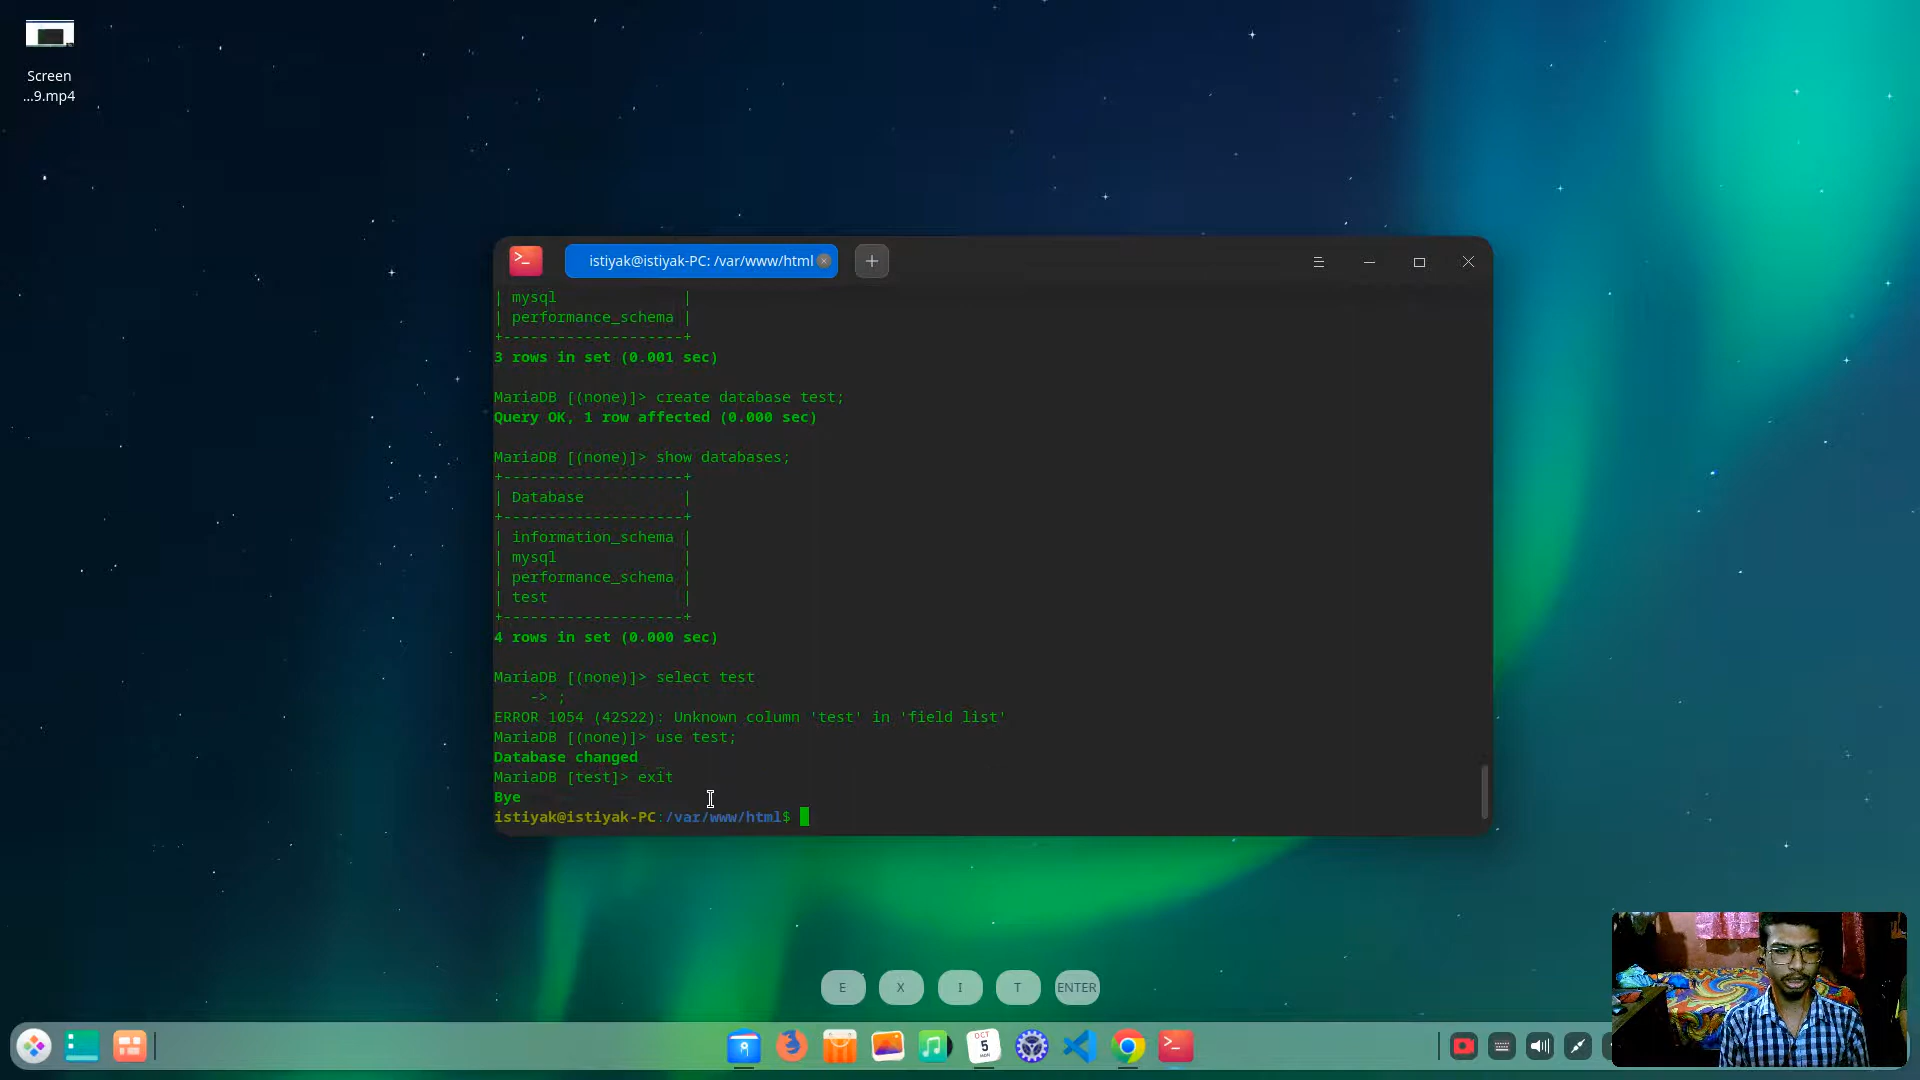 Screen
...9.mp4
istiyak@istiyak-PC: /var/www/html
| mysql              |
| performance_schema |
+--------------------+
3 rows in set (0.001 sec)
MariaDB [(none)]> create database test;
Query OK, 1 row affected (0.000 sec)
MariaDB [(none)]> show databases;
+--------------------+
| Database           |
+--------------------+
| information_schema |
| mysql              |
| performance_schema |
| test               |
+--------------------+
4 rows in set (0.000 sec)
MariaDB [(none)]> select test
    -> ;
ERROR 1054 (42S22): Unknown column 'test' in 'field list'
MariaDB [(none)]> use test;
Database changed
MariaDB [test]> exit
Bye
istiyak@istiyak-PC:/var/www/html$
E X I T ENTER
OCT
5
MON